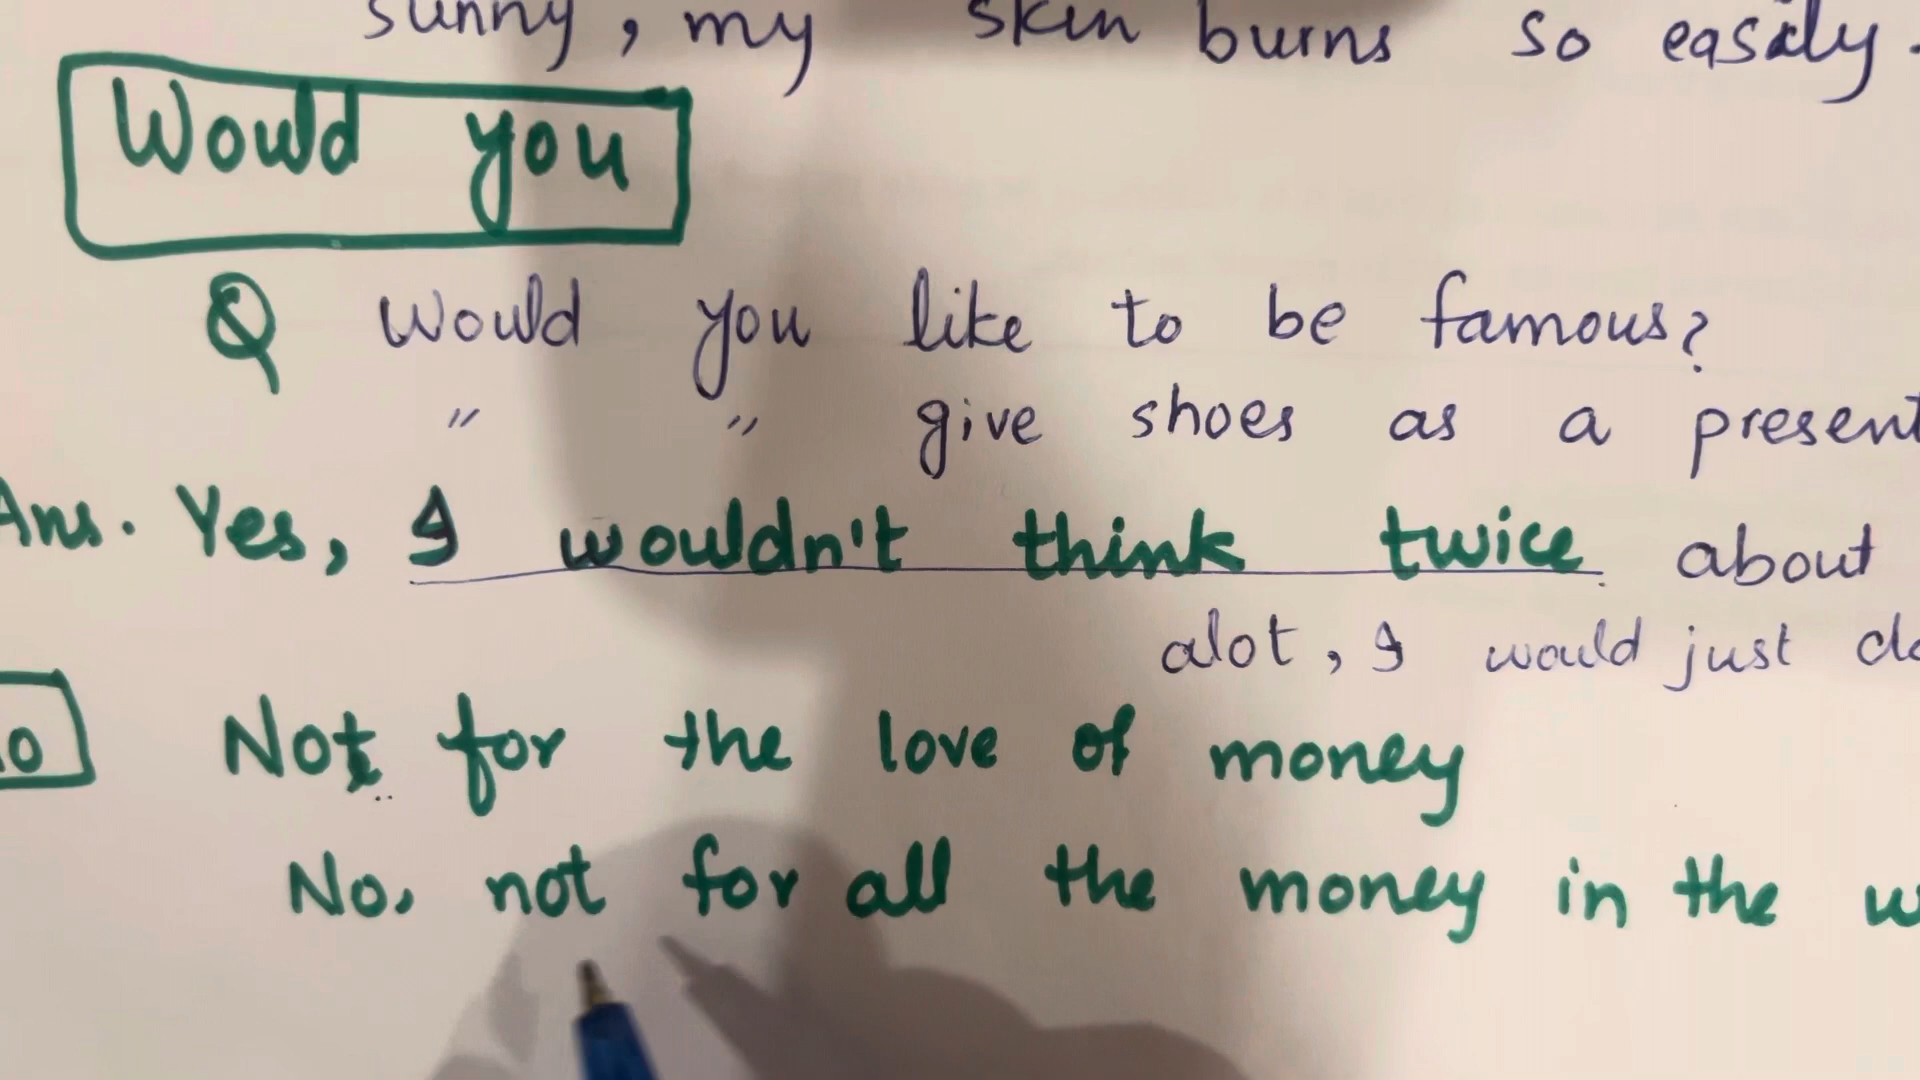 sunny, my skin burns so easily.
Would you
Q Would you like to be famous?
" " give shoes as a present
Ans. Yes, I wouldn't think twice about
alot, I would just do
Not for the love of money
No, not for all the money in the